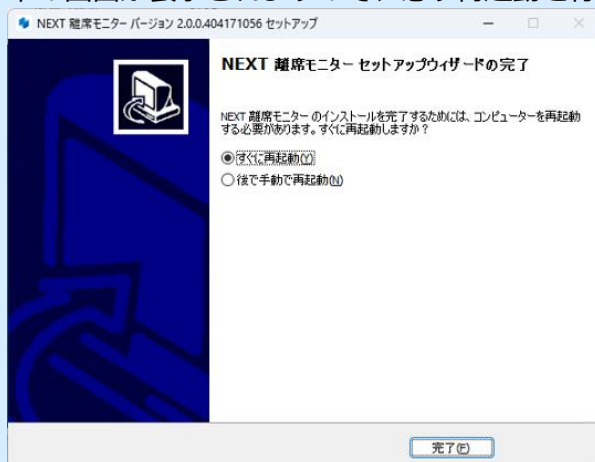 NEXT 離席モニター バージョン 2.0.0.404171056 セットアップ
NEXT 離席モニター セットアップウィザードの完了
NEXT 離席モニター のインストールを完了するためには、コンピューターを再起動
する必要があります。すぐに再起動しますか？
すぐに再起動(Y)
後で手動で再起動(N)
完了(F)